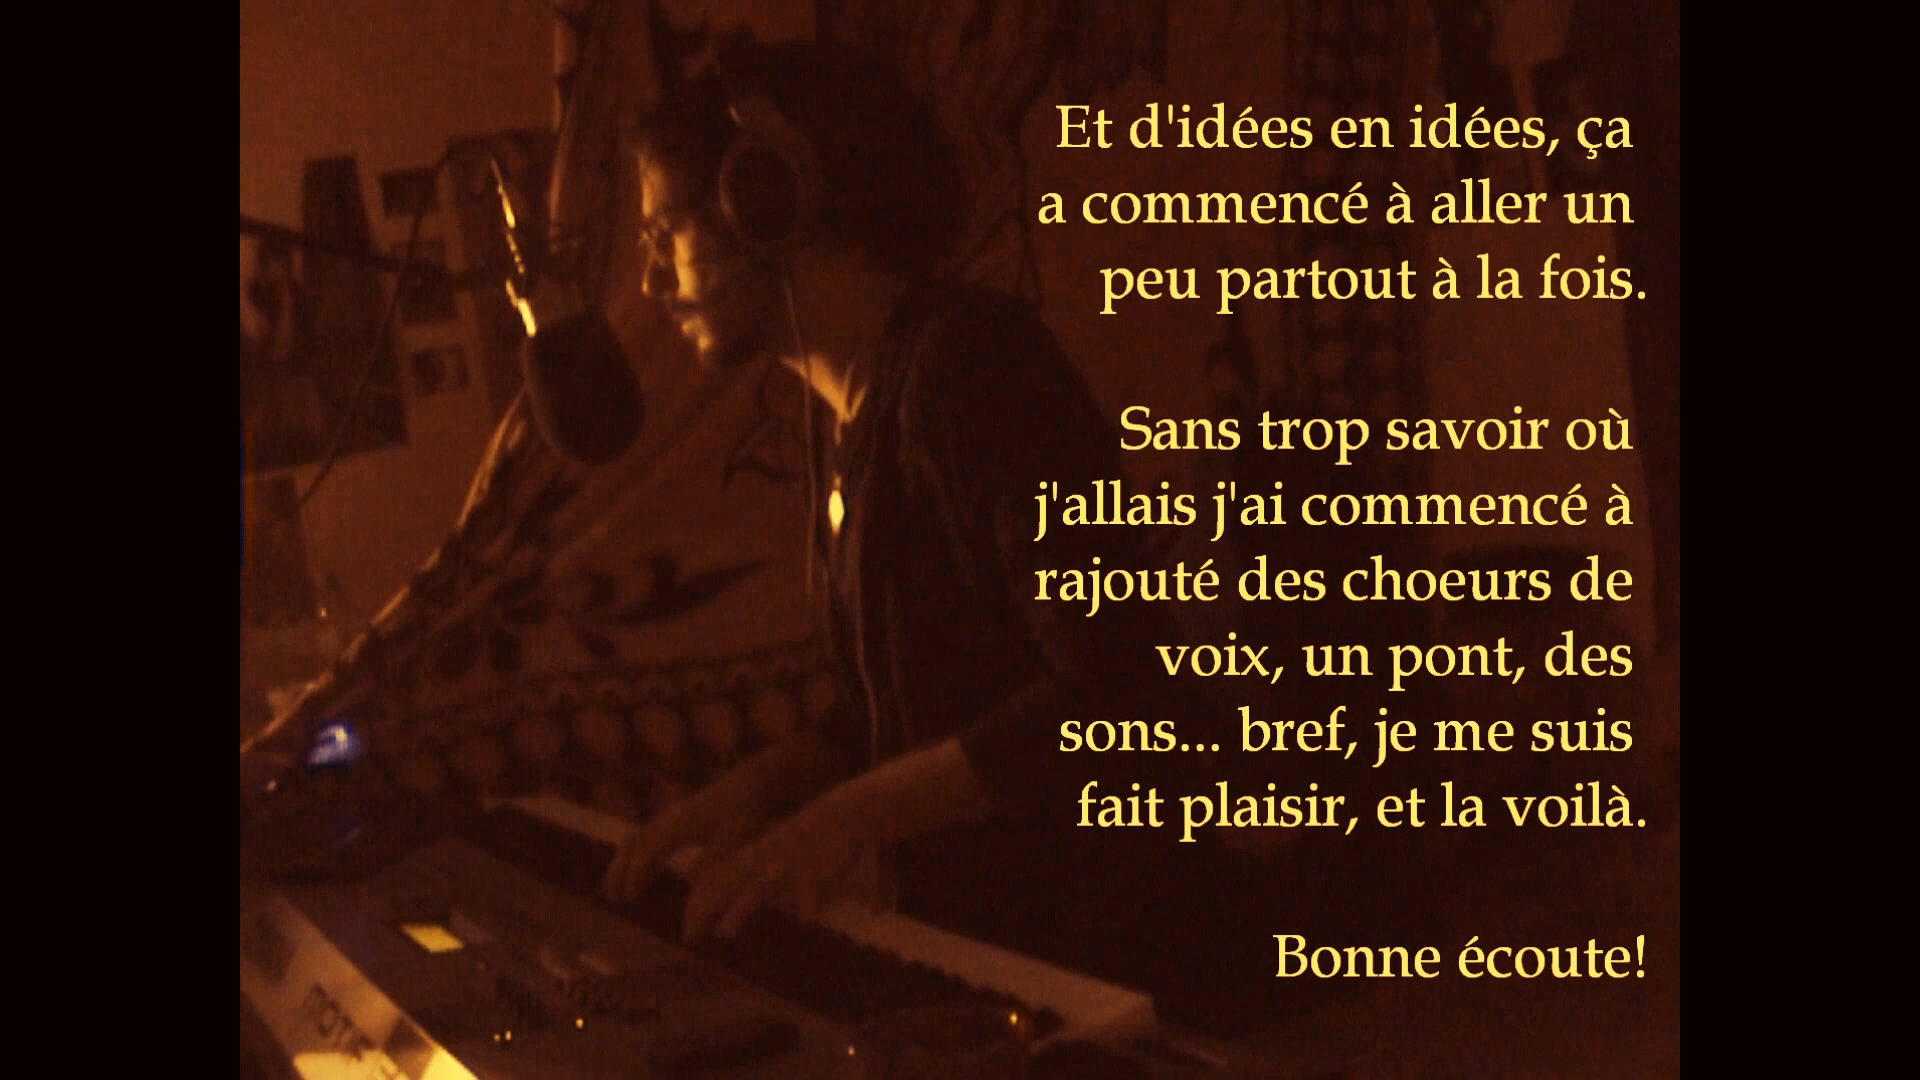 Et d'idées en idées, ça
a commencé à aller un
peu partout à la fois.
Sans trop savoir où
j'allais j'ai commencé à
rajouté des choeurs de
voix, un pont, des
sons... bref, je me suis
fait plaisir, et la voilà.
Bonne écoute!